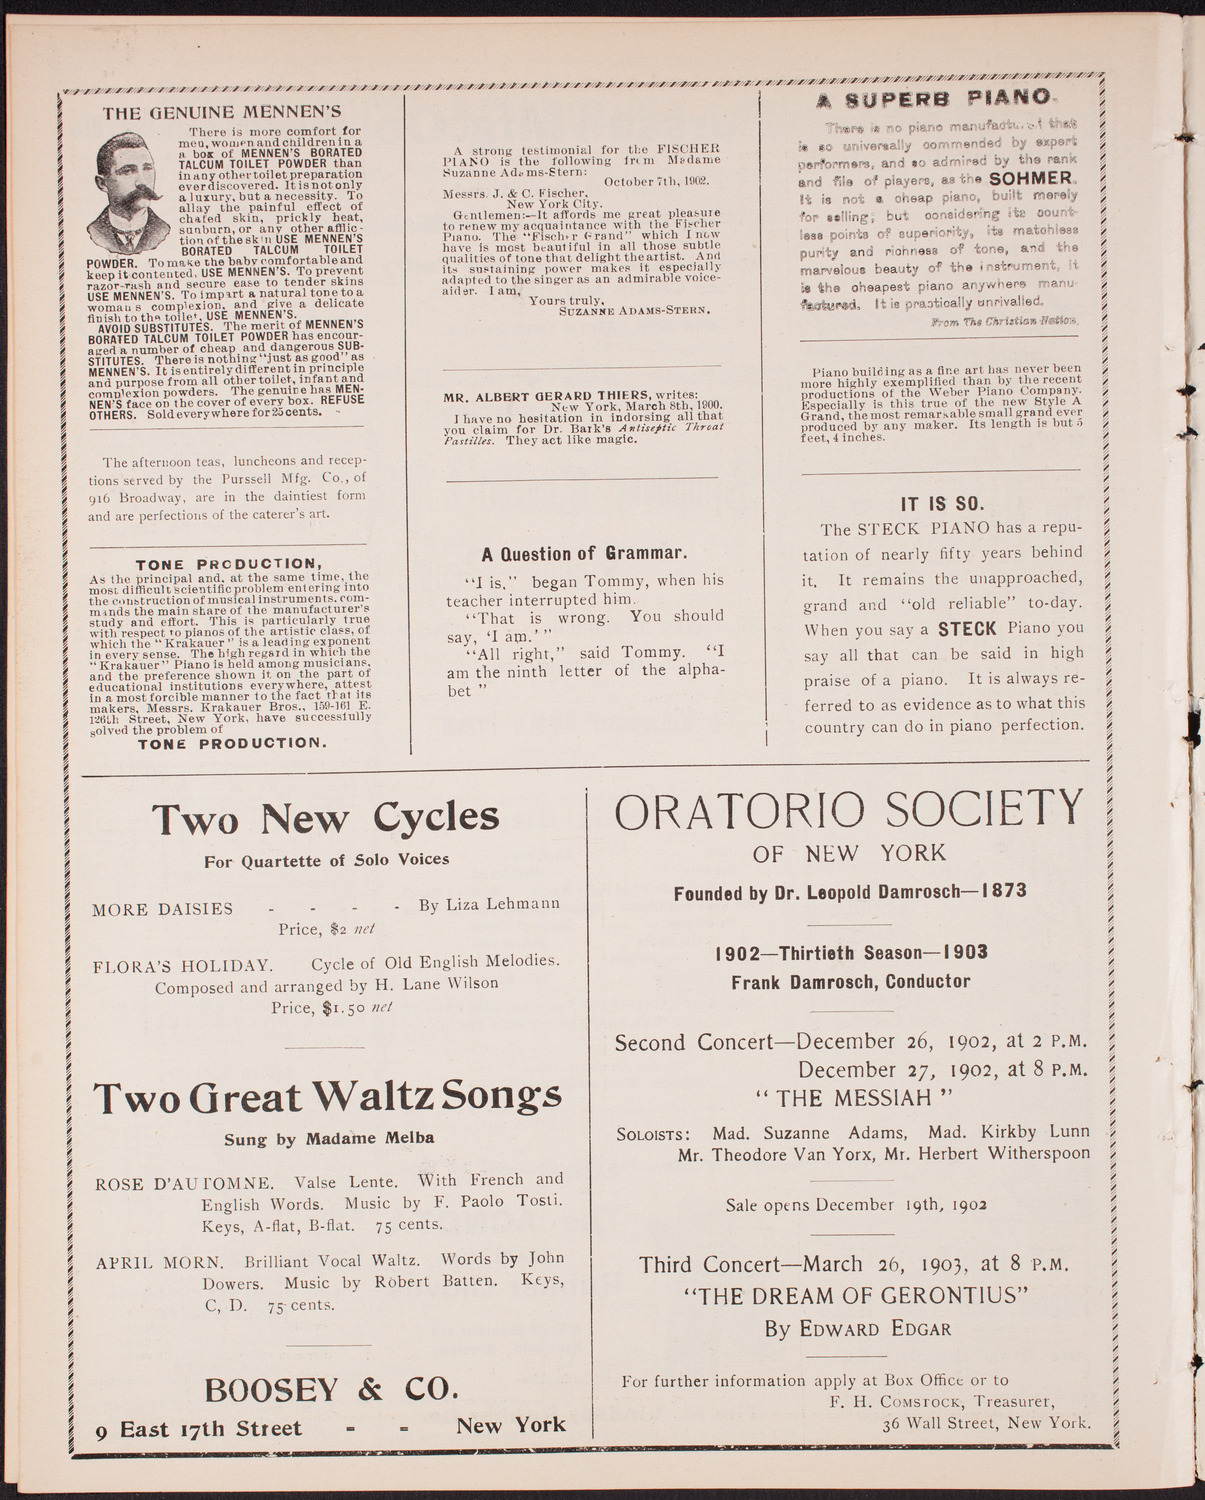 THE GENUINE MENNEN'S
There is more comfort for
men, women and children in a
a box of MENNEN'S BORATED
TALCUM TOILET POWDER than
in any other toilet preparation
ever discovered. It is not only
a luxury, but a necessity. To
allay the painful effect of
chafed skin, prickly heat,
sunburn, or any other afflic-
tion of the skin USE MENNEN'S
BORATED TALCUM TOILET
POWDER. To make the baby comfortable and
keep it contented, USE MENNEN'S. To prevent
razor-rash and secure ease to tender skins
USE MENNEN'S. To impart a natural tone to a
woman s complexion, and give a delicate
finish to the toilet, USE MENNEN'S.
AVOID SUBSTITUTES. The merit of MENNEN'S
BORATED TALCUM TOILET POWDER has encour-
aged a number of cheap and dangerous SUB-
STITUTES. There is nothing "just as good" as
MENNEN'S. It is entirely different in principle
and purpose from all other toilet, infant and
complexion powders. The genuine has MEN-
NEN'S face on the cover of every box. REFUSE
OTHERS. Sold everywhere for 25 cents.
The afternoon teas, luncheons and recep-
tions served by the Purssell Mfg. Co., of
916 Broadway, are in the daintiest form
and are perfections of the caterer's art.
TONE PRODUCTION,
As the principal and, at the same time, the
most difficult scientific problem entering into
the construction of musical instruments, com-
mands the main share of the manufacturer's
study and effort. This is particularly true
with respect to pianos of the artistic class, of
which the "Krakauer" is a leading exponent
in every sense. The high regard in which the
"Krakauer" Piano is held among musicians,
and the preference shown it on the part of
educational institutions everywhere, attest
in a most forcible manner to the fact that its
makers, Messrs. Krakauer Bros., 159-161 E.
126th Street, New York, have successfully
solved the problem of
TONE PRODUCTION.
A strong testimonial for the FISCHER
PIANO is the following from Madame
Suzanne Adams-Stern:
October 7th, 1902.
Messrs. J. & C. Fischer,
New York City.
Gentlemen:—It affords me great pleasure
to renew my acquaintance with the Fischer
Piano. The "Fischer Grand" which I now
have is most beautiful in all those subtle
qualities of tone that delight the artist. And
its sustaining power makes it especially
adapted to the singer as an admirable voice-
aider. I am,
Yours truly,
SUZANNE ADAMS-STERN.
MR. ALBERT GERARD THIERS, writes:
New York, March 8th, 1900.
I have no hesitation in indorsing all that
you claim for Dr. Bark's Antiseptic Throat
Pastilles. They act like magic.
A Question of Grammar.
"I is," began Tommy, when his
teacher interrupted him.
"That is wrong. You should
say, 'I am.'"
"All right," said Tommy. "I
am the ninth letter of the alpha-
bet "
A SUPERB PIANO.
There is no piano manufactured that
is so universally commended by expert
performers, and so admired by the rank
and file of players, as the SOHMER.
It is not a cheap piano, built merely
for selling; but considering its count-
less points of superiority, its matchless
purity and richness of tone, and the
marvelous beauty of the instrument, it
is the cheapest piano anywhere manu-
factured. It is practically unrivalled.
From The Christian Nation.
Piano building as a fine art has never been
more highly exemplified than by the recent
productions of the Weber Piano Company.
Especially is this true of the new Style A
Grand, the most remarkable small grand ever
produced by any maker. Its length is but 5
feet, 4 inches.
IT IS SO.
The STECK PIANO has a repu-
tation of nearly fifty years behind
it. It remains the unapproached,
grand and "old reliable" to-day.
When you say a STECK Piano you
say all that can be said in high
praise of a piano. It is always re-
ferred to as evidence as to what this
country can do in piano perfection.
Two New Cycles
For Quartette of Solo Voices
MORE DAISIES - - - - By Liza Lehmann
Price, $2 net
FLORA'S HOLIDAY. Cycle of Old English Melodies.
Composed and arranged by H. Lane Wilson
Price, $1.50 net
Two Great Waltz Songs
Sung by Madame Melba
ROSE D'AUTOMNE. Valse Lente. With French and
English Words. Music by F. Paolo Tosti.
Keys, A-flat, B-flat. 75 cents.
APRIL MORN. Brilliant Vocal Waltz. Words by John
Dowers. Music by Robert Batten. Keys,
C, D. 75 cents.
BOOSEY & CO.
9 East 17th Street - - New York
ORATORIO SOCIETY
OF NEW YORK
Founded by Dr. Leopold Damrosch—1873
1902—Thirtieth Season—1903
Frank Damrosch, Conductor
Second Concert—December 26, 1902, at 2 P.M.
December 27, 1902, at 8 P.M.
"THE MESSIAH"
SOLOISTS: Mad. Suzanne Adams, Mad. Kirkby Lunn
Mr. Theodore Van Yorx, Mr. Herbert Witherspoon
Sale opens December 19th, 1902
Third Concert—March 26, 1903, at 8 P.M.
"THE DREAM OF GERONTIUS"
By EDWARD EDGAR
For further information apply at Box Office or to
F. H. COMSTOCK, Treasurer,
36 Wall Street, New York.